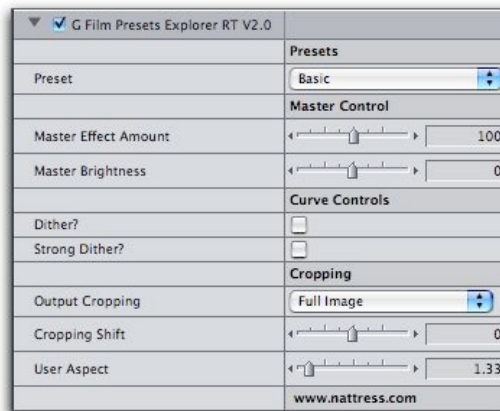 G Film Presets Explorer RT V2.0
Presets
Preset Basic
Master Control
Master Effect Amount 100
Master Brightness 0
Curve Controls
Dither?
Strong Dither?
Cropping
Output Cropping Full Image
Cropping Shift 0
User Aspect 1.33
www.nattress.com